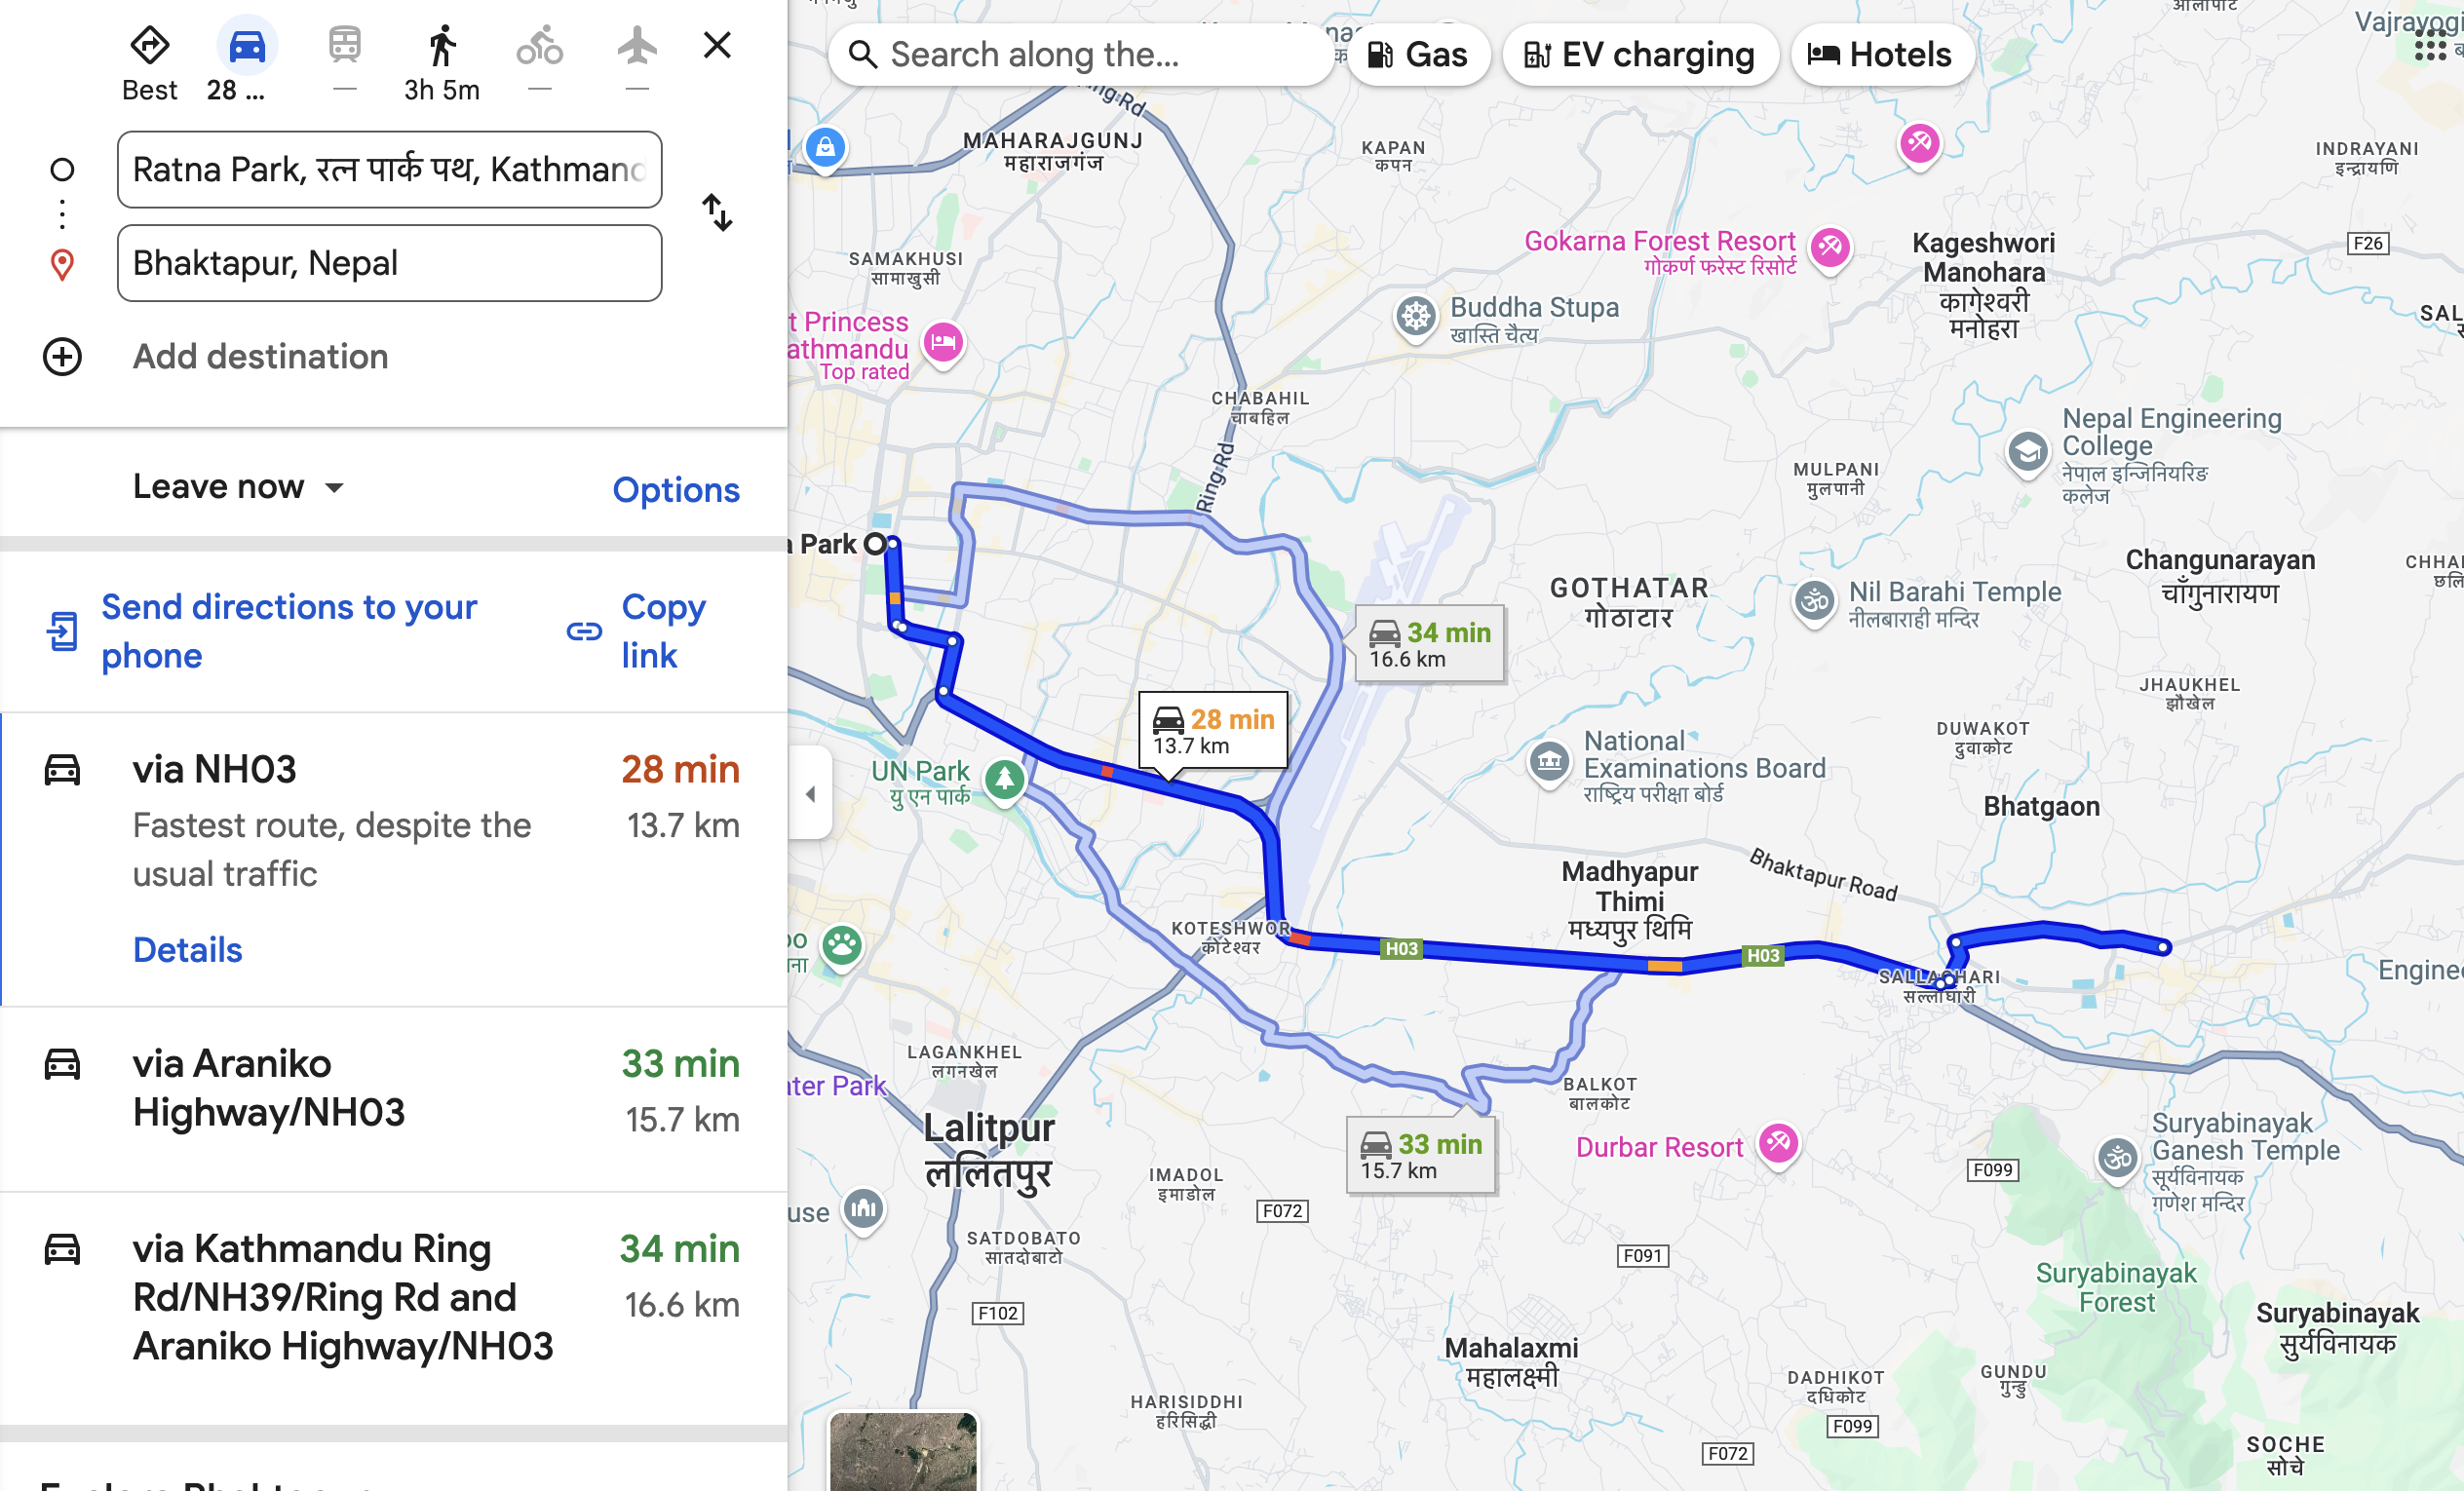 Best
28 ...
—
3h 5m
—
—
Ratna Park, रत्न पार्क पथ, Kathmand
Bhaktapur, Nepal
Add destination
Leave now
Options
Send directions to your
phone
Copy
link
via NH03
28 min
Fastest route, despite the
usual traffic
13.7 km
Details
via Araniko
Highway/NH03
33 min
15.7 km
via Kathmandu Ring
Rd/NH39/Ring Rd and
Araniko Highway/NH03
34 min
16.6 km
Search along the...
Gas
EV charging
Hotels
Vajrayogi
Ring Rd
MAHARAJGUNJ
महाराजगंज
KAPAN
कपन
INDRAYANI
इन्द्रायणि
SAMAKHUSI
सामाखुसी
Gokarna Forest Resort
गोकर्ण फरेस्ट रिसोर्ट
Kageshwori
Manohara
कागेश्वरी
मनोहरा
F26
t Princess
athmandu
Top rated
Buddha Stupa
खास्ति चैत्य
SAL
CHABAHIL
चाबहिल
Ring Rd
Nepal Engineering
College
नेपाल इन्जिनियरिङ
कलेज
MULPANI
मुलपानी
a Park
GOTHATAR
गोठाटार
Nil Barahi Temple
नीलबाराही मन्दिर
Changunarayan
चाँगुनारायण
CHHA
छलि
34 min
16.6 km
28 min
13.7 km
JHAUKHEL
झौखेल
DUWAKOT
दुवाकोट
National
Examinations Board
राष्ट्रिय परीक्षा बोर्ड
UN Park
यु एन पार्क
Bhatgaon
Bhaktapur Road
Madhyapur
Thimi
मध्यपुर थिमि
KOTESHWOR
कोटेश्वर
H03
H03
oo
ना
SALLAGHARI
सल्लाघारी
Enginee
LAGANKHEL
लगनखेल
ater Park
BALKOT
बालकोट
Lalitpur
ललितपुर
33 min
15.7 km
Durbar Resort
Suryabinayak
Ganesh Temple
सूर्यविनायक
गणेश मन्दिर
F099
IMADOL
इमाडोल
use
F072
SATDOBATO
सातदोबाटो
F091
Suryabinayak
Forest
F102
Suryabinayak
सुर्यविनायक
Mahalaxmi
महालक्ष्मी
DADHIKOT
दधिकोट
GUNDU
गुन्डु
HARISIDDHI
हरिसिद्धी
F099
F072
SOCHE
सोचे